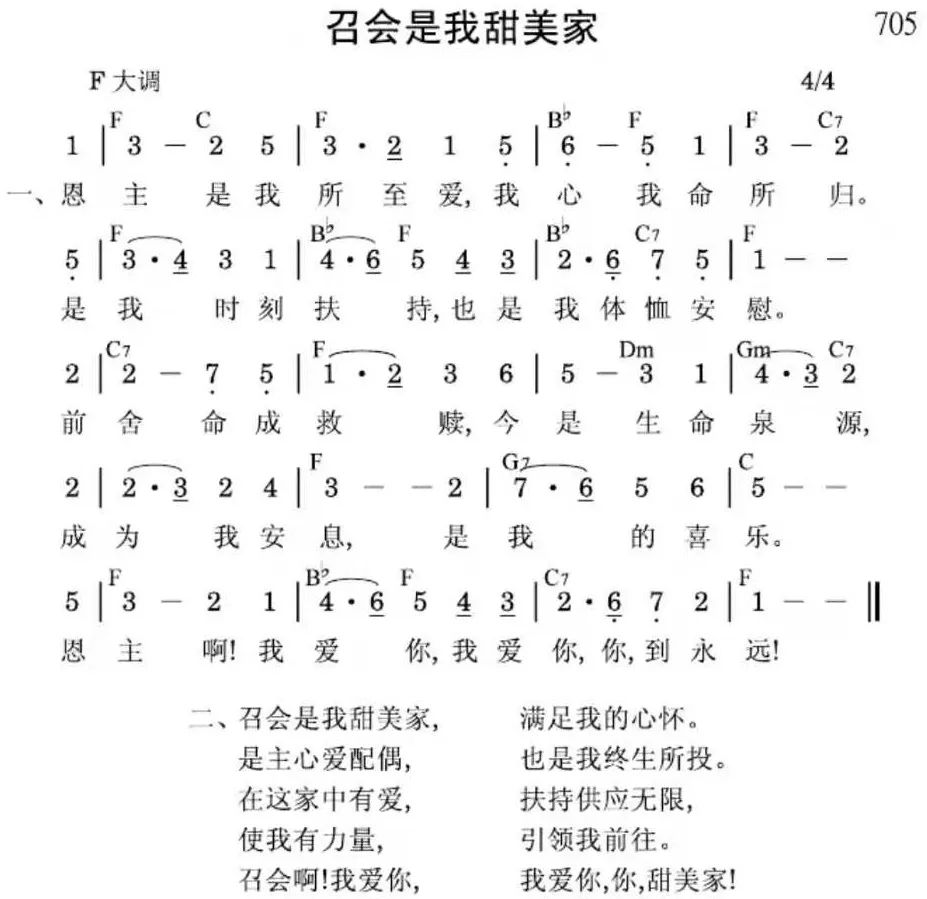 召会是我甜美家 705
F 大调 4/4
F C F B♭ F F C7
1 | 3 — 2 5 | 3 · 2 1 5 | 6 — 5 1 | 3 — 2
一、恩 主 是 我 所 至 爱, 我 心 我 命 所 归。
F B♭ F B♭ C7 F
5 | 3 · 4 3 1 | 4 · 6 5 4 3 | 2 · 6 7 5 | 1 — —
是 我 时 刻 扶 持, 也 是 我 体 恤 安 慰。
C7 F Dm Gm C7
2 | 2 — 7 5 | 1 · 2 3 6 | 5 — 3 1 | 4 · 3 2
前 舍 命 成 救 赎, 今 是 生 命 泉 源,
F G7 C
2 | 2 · 3 2 4 | 3 — — 2 | 7 · 6 5 6 | 5 — —
成 为 我 安 息, 是 我 的 喜 乐。
F B♭ F C7 F
5 | 3 — 2 1 | 4 · 6 5 4 3 | 2 · 6 7 2 | 1 — — ‖
恩 主 啊! 我 爱 你, 我 爱 你, 你, 到 永 远!
二、召会是我甜美家, 满足我的心怀。
是主心爱配偶, 也是我终生所投。
在这家中有爱, 扶持供应无限,
使我有力量, 引领我前往。
召会啊!我爱你, 我爱你,你,甜美家!